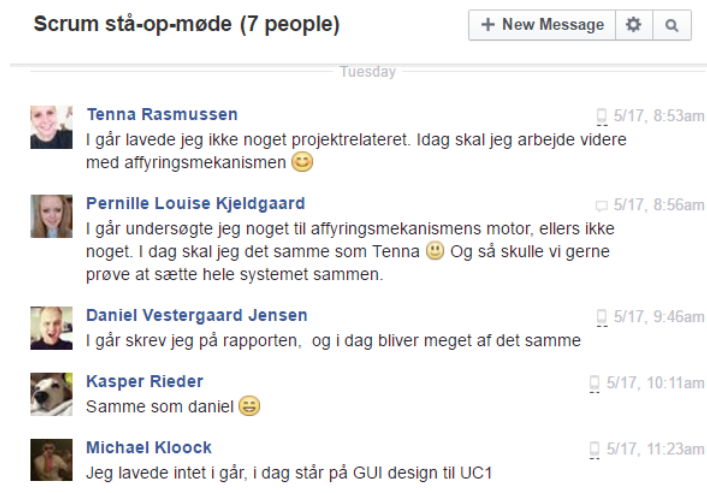 Scrum stå-op-møde (7 people)
+ New Message
Tuesday
Tenna Rasmussen
5/17, 8:53am
I går lavede jeg ikke noget projektrelateret. Idag skal jeg arbejde videre
med affyringsmekanismen
Pernille Louise Kjeldgaard
5/17, 8:56am
I går undersøgte jeg noget til affyringsmekanismens motor, ellers ikke
noget. I dag skal jeg det samme som Tenna 🙂 Og så skulle vi gerne
prøve at sætte hele systemet sammen.
Daniel Vestergaard Jensen
5/17, 9:46am
I går skrev jeg på rapporten,  og i dag bliver meget af det samme
Kasper Rieder
5/17, 10:11am
Samme som daniel
Michael Kloock
5/17, 11:23am
Jeg lavede intet i går, i dag står på GUI design til UC1